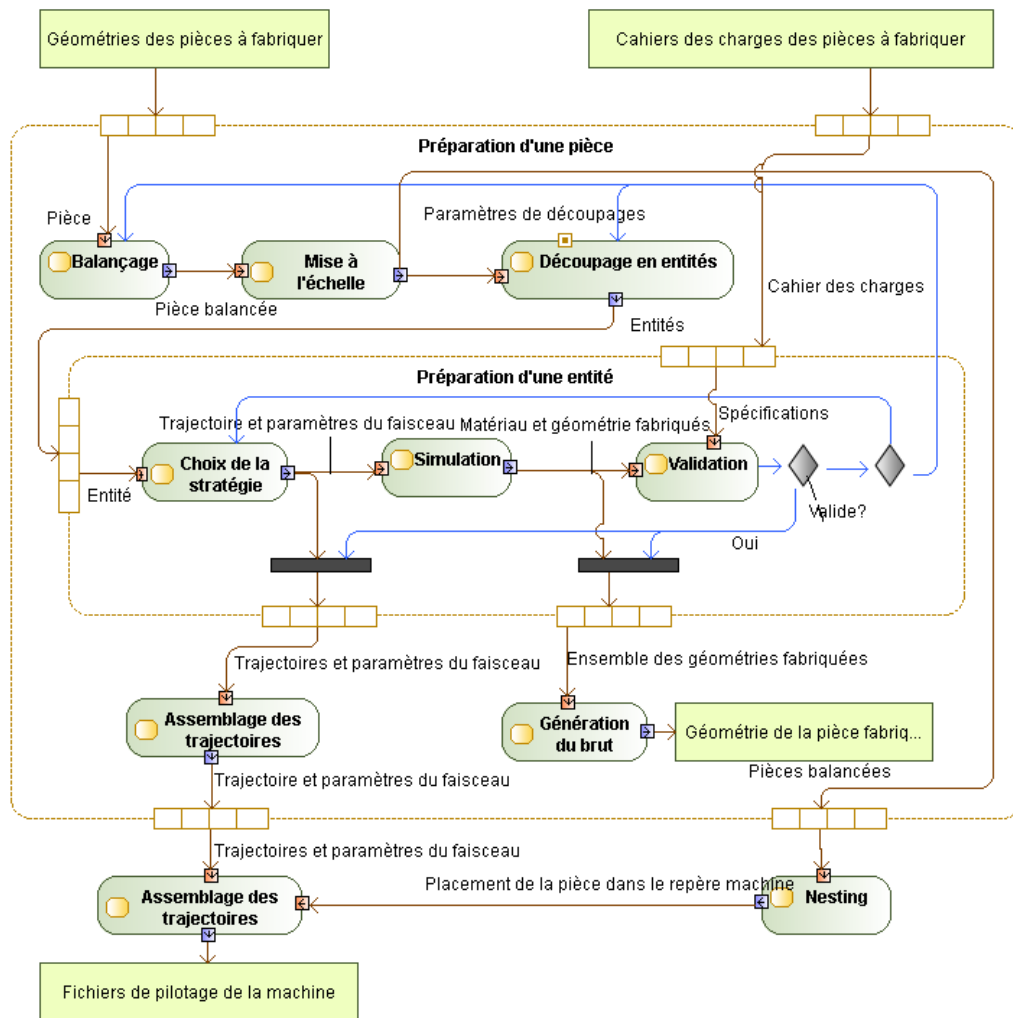 Géométries des pièces à fabriquer
Cahiers des charges des pièces à fabriquer
Préparation d'une pièce
Pièce
Paramètres de découpages
Balançage
Mise à
l'échelle
Découpage en entités
Cahier des charges
Pièce balancée
Entités
Préparation d'une entité
Trajectoire et paramètres du faisceau
Matériau et géométrie fabriqués
Spécifications
Choix de la
stratégie
Simulation
Validation
Entité
Valide?
Oui
Trajectoires et paramètres du faisceau
Ensemble des géométries fabriquées
Assemblage des
trajectoires
Génération
du brut
Géométrie de la pièce fabriq...
Trajectoire et paramètres du faisceau
Pièces balancées
Trajectoires et paramètres du faisceau
Placement de la pièce dans le repère machine
Assemblage des
trajectoires
Nesting
Fichiers de pilotage de la machine